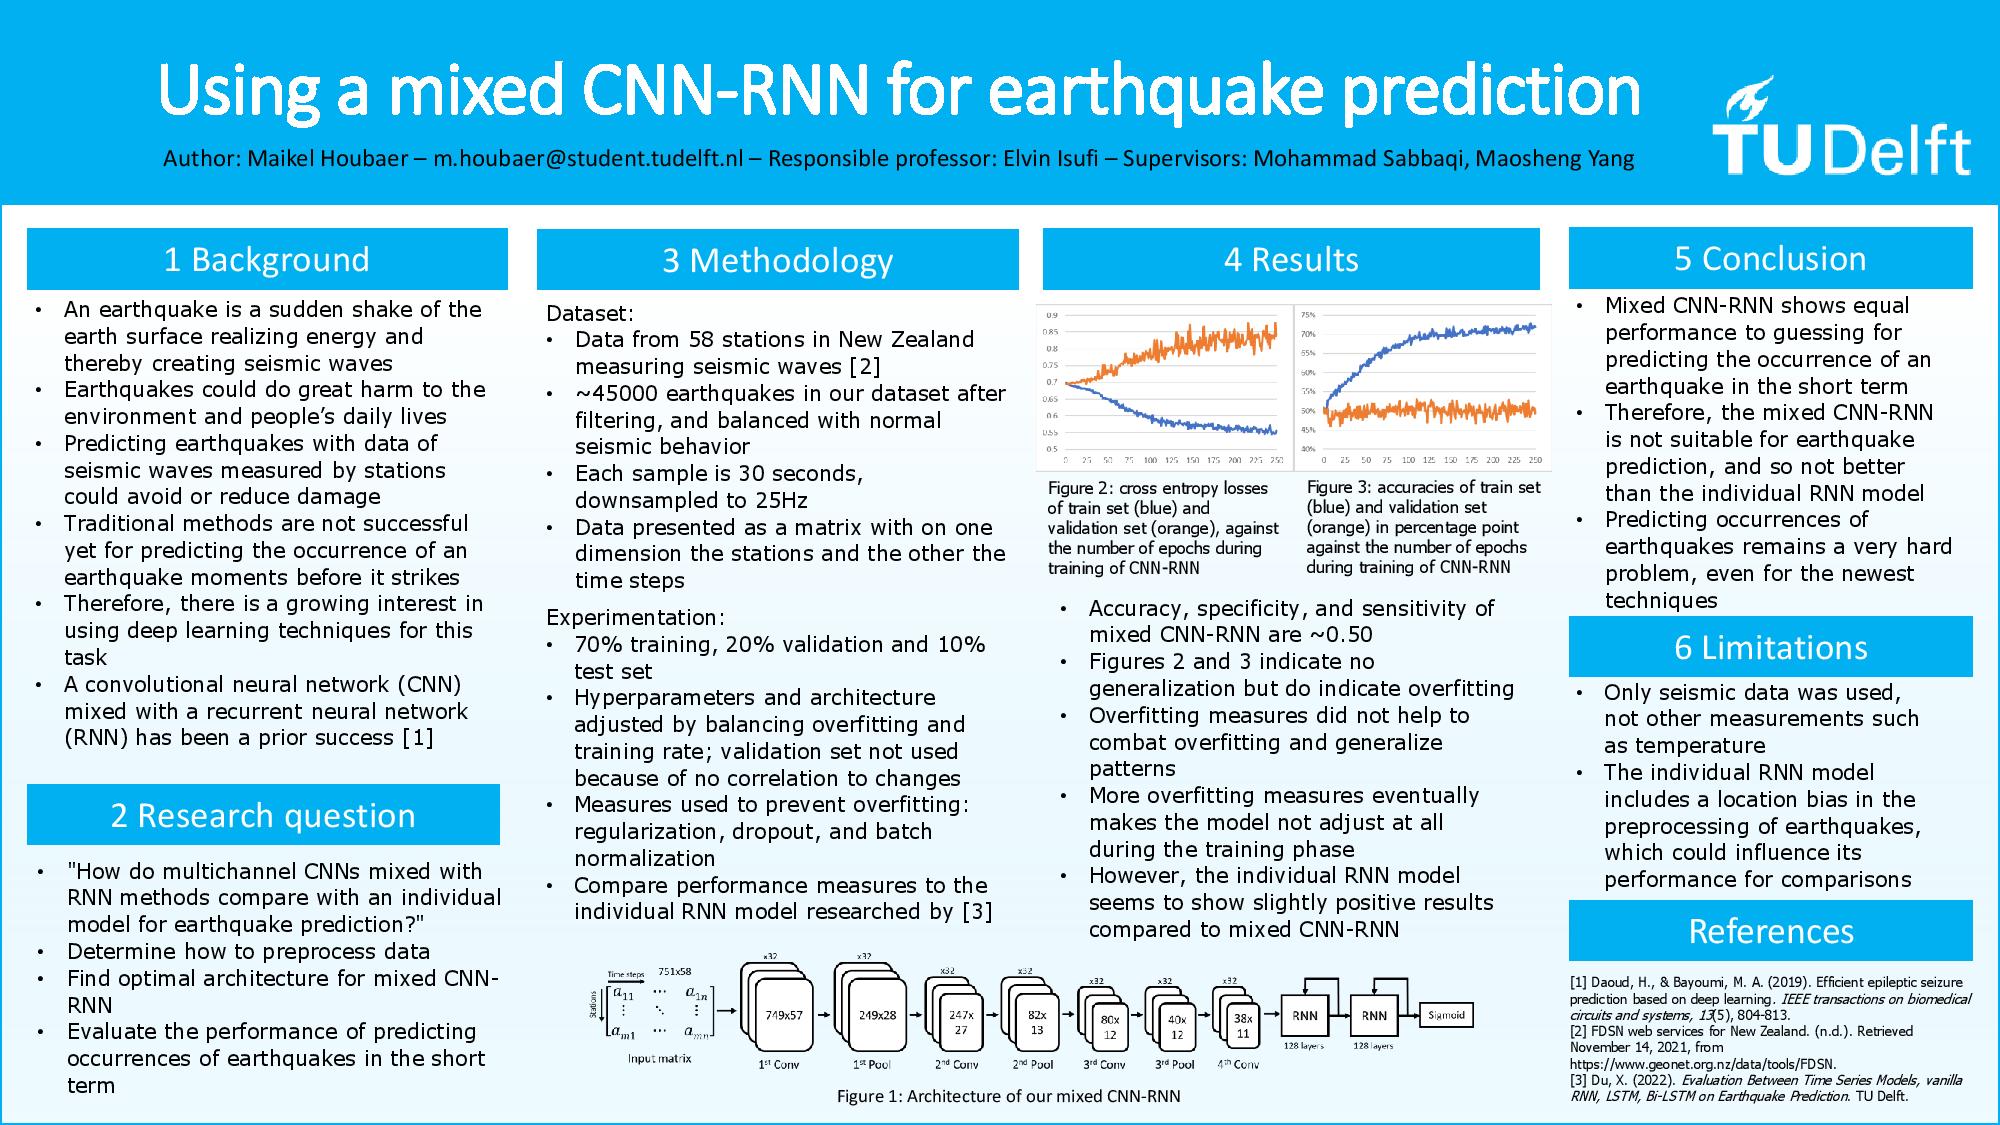 Using a mixed CNN-RNN for earthquake prediction
Author: Maikel Houbaer – m.houbaer@student.tudelft.nl – Responsible professor: Elvin Isufi – Supervisors: Mohammad Sabbaqi, Maosheng Yang
TU Delft
1 Background
• An earthquake is a sudden shake of the
earth surface realizing energy and
thereby creating seismic waves
• Earthquakes could do great harm to the
environment and people's daily lives
• Predicting earthquakes with data of
seismic waves measured by stations
could avoid or reduce damage
• Traditional methods are not successful
yet for predicting the occurrence of an
earthquake moments before it strikes
• Therefore, there is a growing interest in
using deep learning techniques for this
task
• A convolutional neural network (CNN)
mixed with a recurrent neural network
(RNN) has been a prior success [1]
2 Research question
• "How do multichannel CNNs mixed with
RNN methods compare with an individual
model for earthquake prediction?"
• Determine how to preprocess data
• Find optimal architecture for mixed CNN-
RNN
• Evaluate the performance of predicting
occurrences of earthquakes in the short
term
3 Methodology
Dataset:
• Data from 58 stations in New Zealand
measuring seismic waves [2]
• ~45000 earthquakes in our dataset after
filtering, and balanced with normal
seismic behavior
• Each sample is 30 seconds,
downsampled to 25Hz
• Data presented as a matrix with on one
dimension the stations and the other the
time steps
Experimentation:
• 70% training, 20% validation and 10%
test set
• Hyperparameters and architecture
adjusted by balancing overfitting and
training rate; validation set not used
because of no correlation to changes
• Measures used to prevent overfitting:
regularization, dropout, and batch
normalization
• Compare performance measures to the
individual RNN model researched by [3]
Time steps 751x58
Stations
a11 ⋯ a1n
⋮ ⋱ ⋮
am1 ⋯ amn
Input matrix
x32
749x57
1st Conv
x32
249x28
1st Pool
x32
247x
27
2nd Conv
x32
82x
13
2nd Pool
x32
80x
12
3rd Conv
x32
40x
12
3rd Pool
x32
38x
11
4th Conv
RNN
128 layers
RNN
128 layers
Sigmoid
Figure 1: Architecture of our mixed CNN-RNN
4 Results
0.9
0.85
0.8
0.75
0.7
0.65
0.6
0.55
0.5
0 25 50 75 100 125 150 175 200 225 250
75%
70%
65%
60%
55%
50%
45%
40%
0 25 50 75 100 125 150 175 200 225 250
Figure 2: cross entropy losses
of train set (blue) and
validation set (orange), against
the number of epochs during
training of CNN-RNN
Figure 3: accuracies of train set
(blue) and validation set
(orange) in percentage point
against the number of epochs
during training of CNN-RNN
• Accuracy, specificity, and sensitivity of
mixed CNN-RNN are ~0.50
• Figures 2 and 3 indicate no
generalization but do indicate overfitting
• Overfitting measures did not help to
combat overfitting and generalize
patterns
• More overfitting measures eventually
makes the model not adjust at all
during the training phase
• However, the individual RNN model
seems to show slightly positive results
compared to mixed CNN-RNN
5 Conclusion
• Mixed CNN-RNN shows equal
performance to guessing for
predicting the occurrence of an
earthquake in the short term
• Therefore, the mixed CNN-RNN
is not suitable for earthquake
prediction, and so not better
than the individual RNN model
• Predicting occurrences of
earthquakes remains a very hard
problem, even for the newest
techniques
6 Limitations
• Only seismic data was used,
not other measurements such
as temperature
• The individual RNN model
includes a location bias in the
preprocessing of earthquakes,
which could influence its
performance for comparisons
References
[1] Daoud, H., & Bayoumi, M. A. (2019). Efficient epileptic seizure
prediction based on deep learning. IEEE transactions on biomedical
circuits and systems, 13(5), 804-813.
[2] FDSN web services for New Zealand. (n.d.). Retrieved
November 14, 2021, from
https://www.geonet.org.nz/data/tools/FDSN.
[3] Du, X. (2022). Evaluation Between Time Series Models, vanilla
RNN, LSTM, Bi-LSTM on Earthquake Prediction. TU Delft.